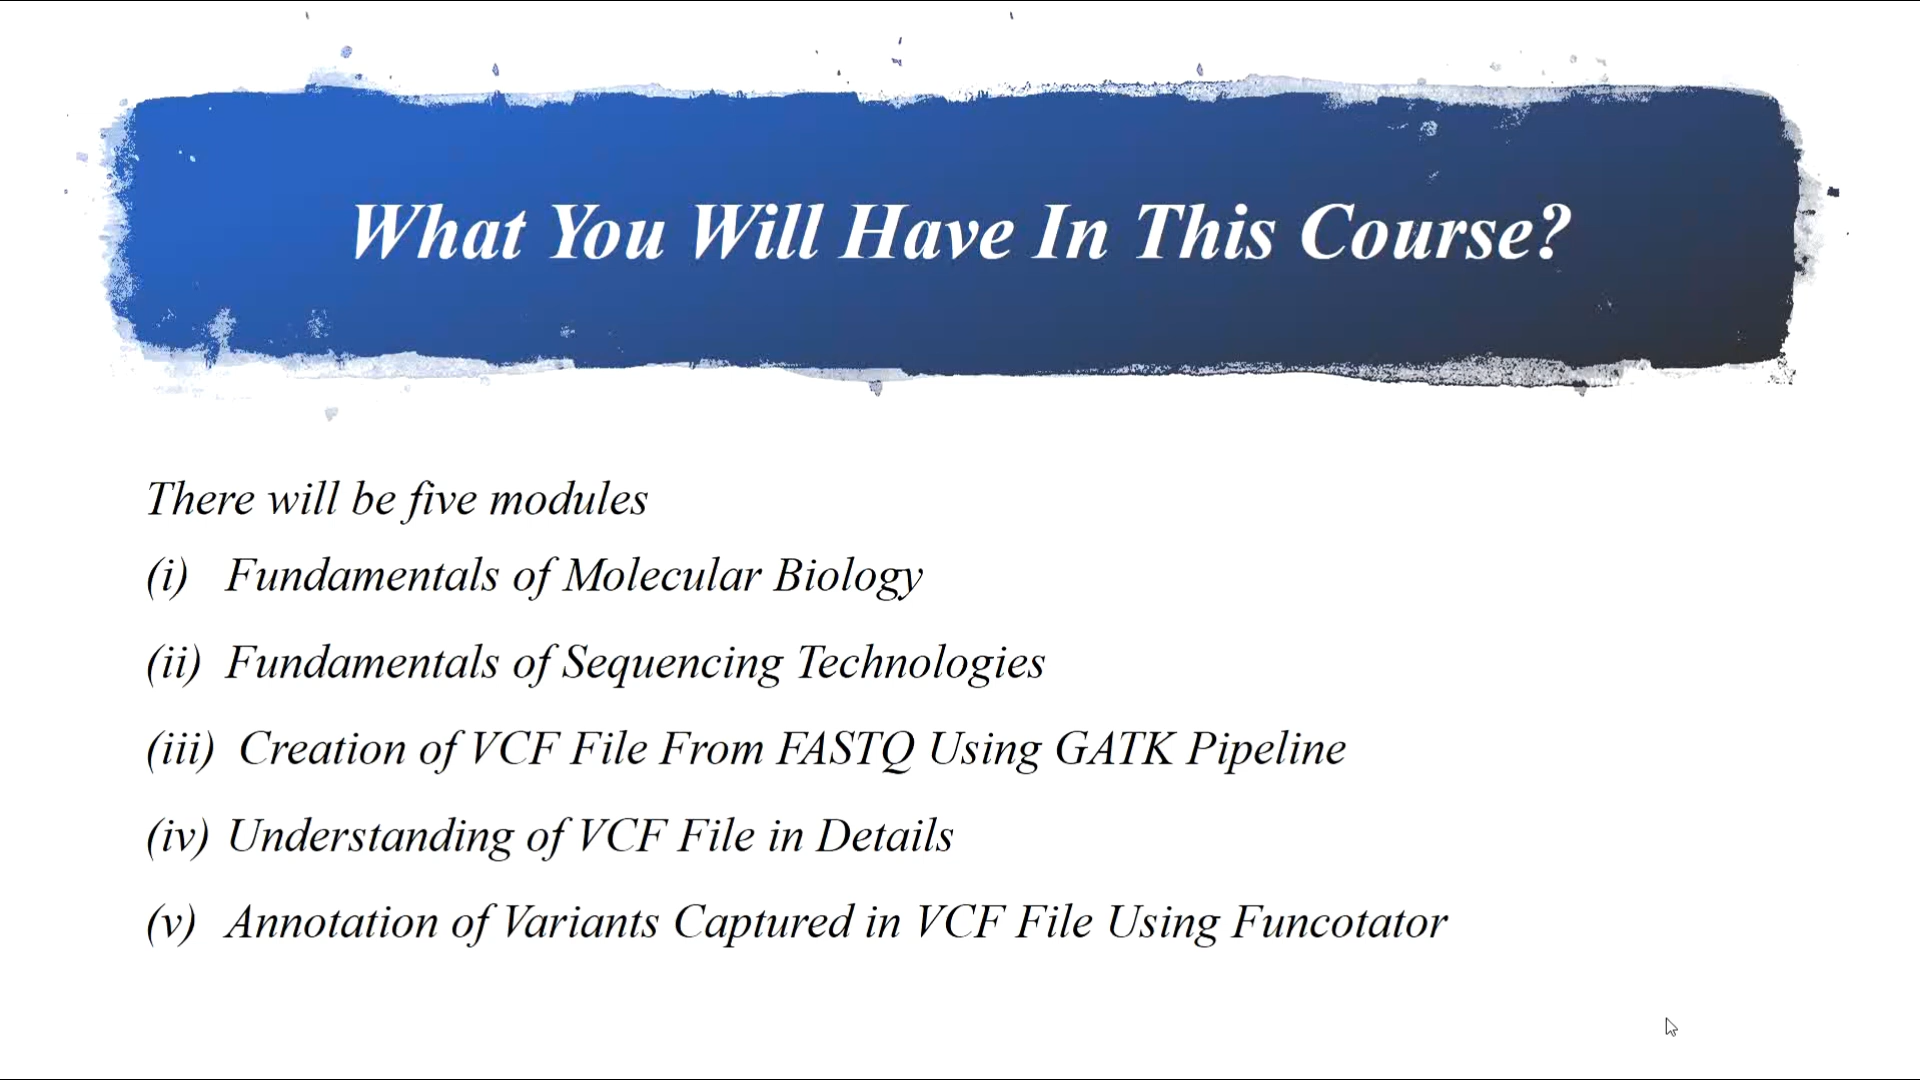 What You Will Have In This Course?
There will be five modules
(i) Fundamentals of Molecular Biology
(ii) Fundamentals of Sequencing Technologies
(iii) Creation of VCF File From FASTQ Using GATK Pipeline
(iv) Understanding of VCF File in Details
(v) Annotation of Variants Captured in VCF File Using Funcotator